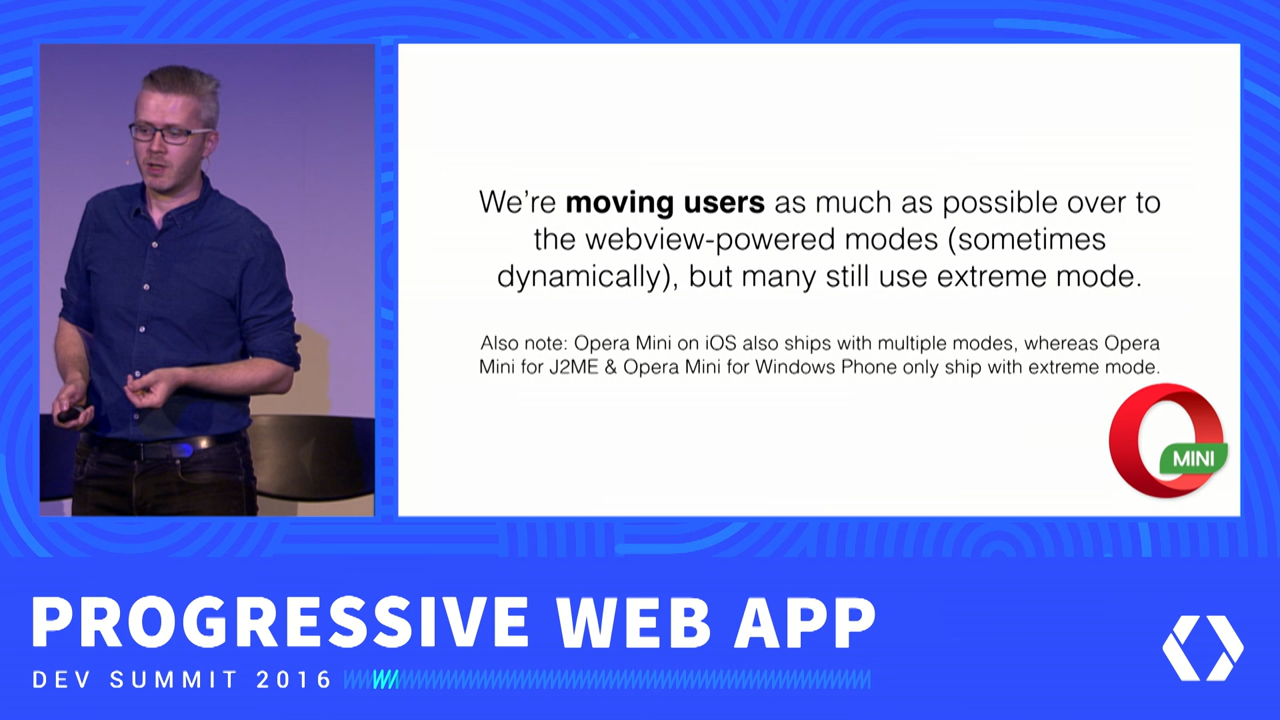 We're moving users as much as possible over to
the webview-powered modes (sometimes
dynamically), but many still use extreme mode.
Also note: Opera Mini on iOS also ships with multiple modes, whereas Opera
Mini for J2ME & Opera Mini for Windows Phone only ship with extreme mode.
MINI
PROGRESSIVE WEB APP
DEV SUMMIT 2016